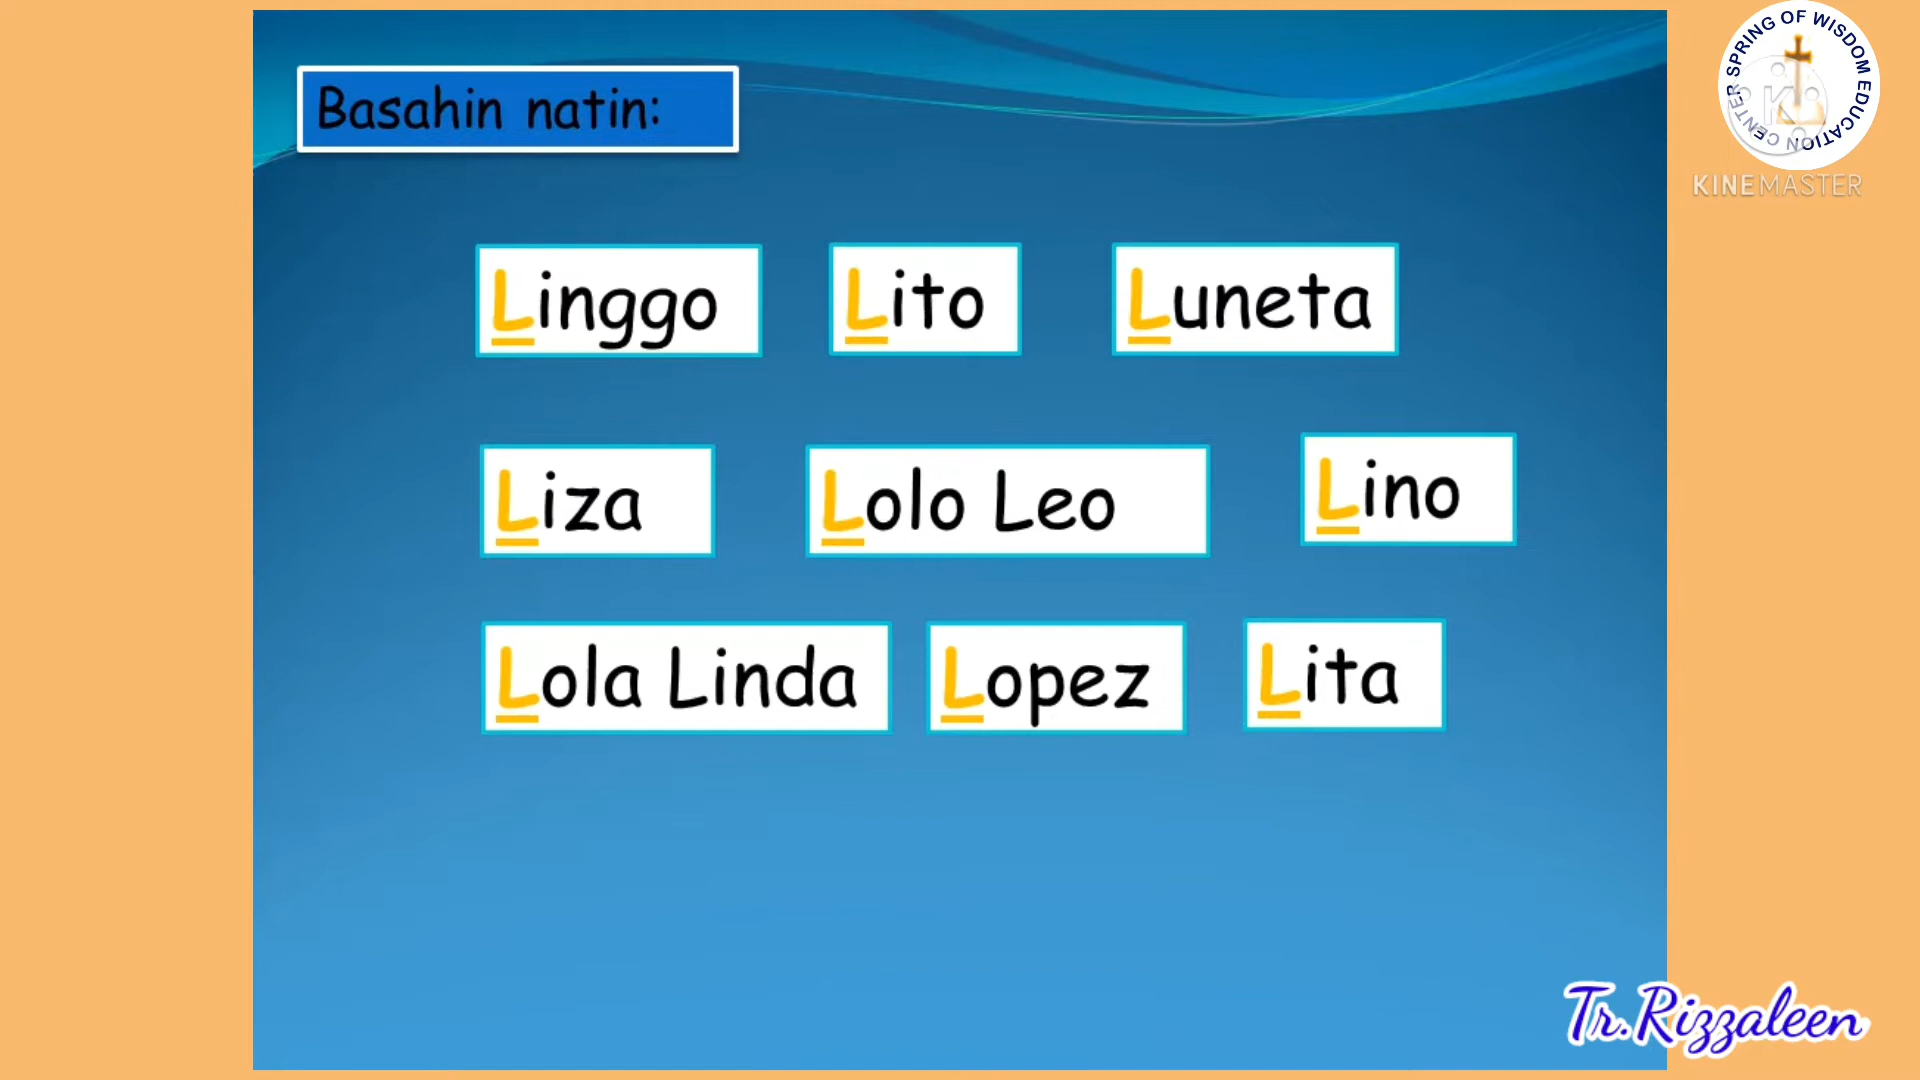 Basahin natin:
Linggo Lito Luneta
Liza Lolo Leo Lino
Lola Linda Lopez Lita
SPRING OF WISDOM EDUCATION CENTER
K
KINEMASTER
Tr.Rizzaleen